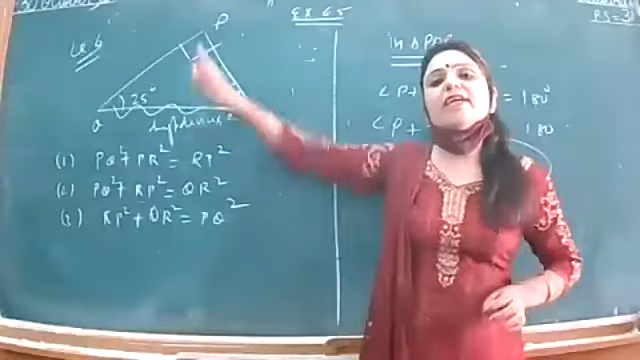 Ex 6.5
P
In Δ PQR
25°
Q
hypotenuse
∠P+ = 180°
∠P+ 180
(1) PQ²+ PR² = RP²
(2) PQ²+ RP² = QR²
(3) RP² + QR² = PQ²